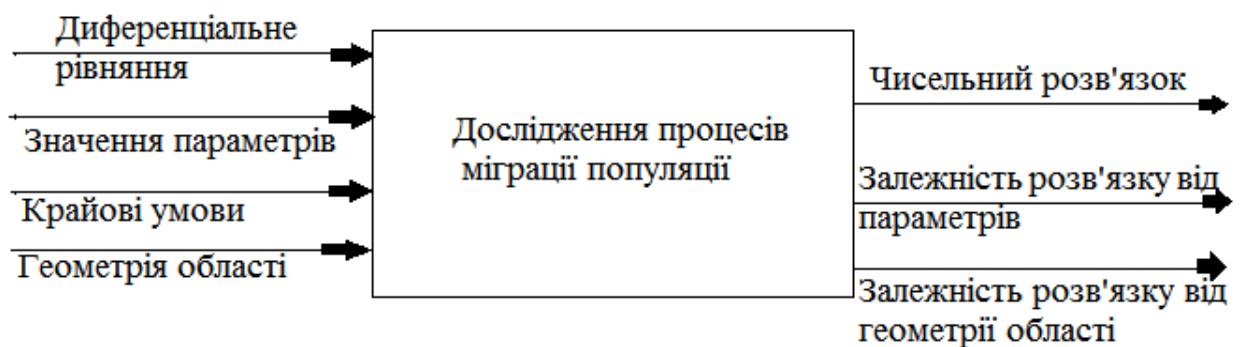 Диференціальне
рівняння
Значення параметрів
Крайові умови
Геометрія області
Дослідження процесів
міграції популяції
Чисельний розв'язок
Залежність розв'язку від
параметрів
Залежність розв'язку від
геометрії області